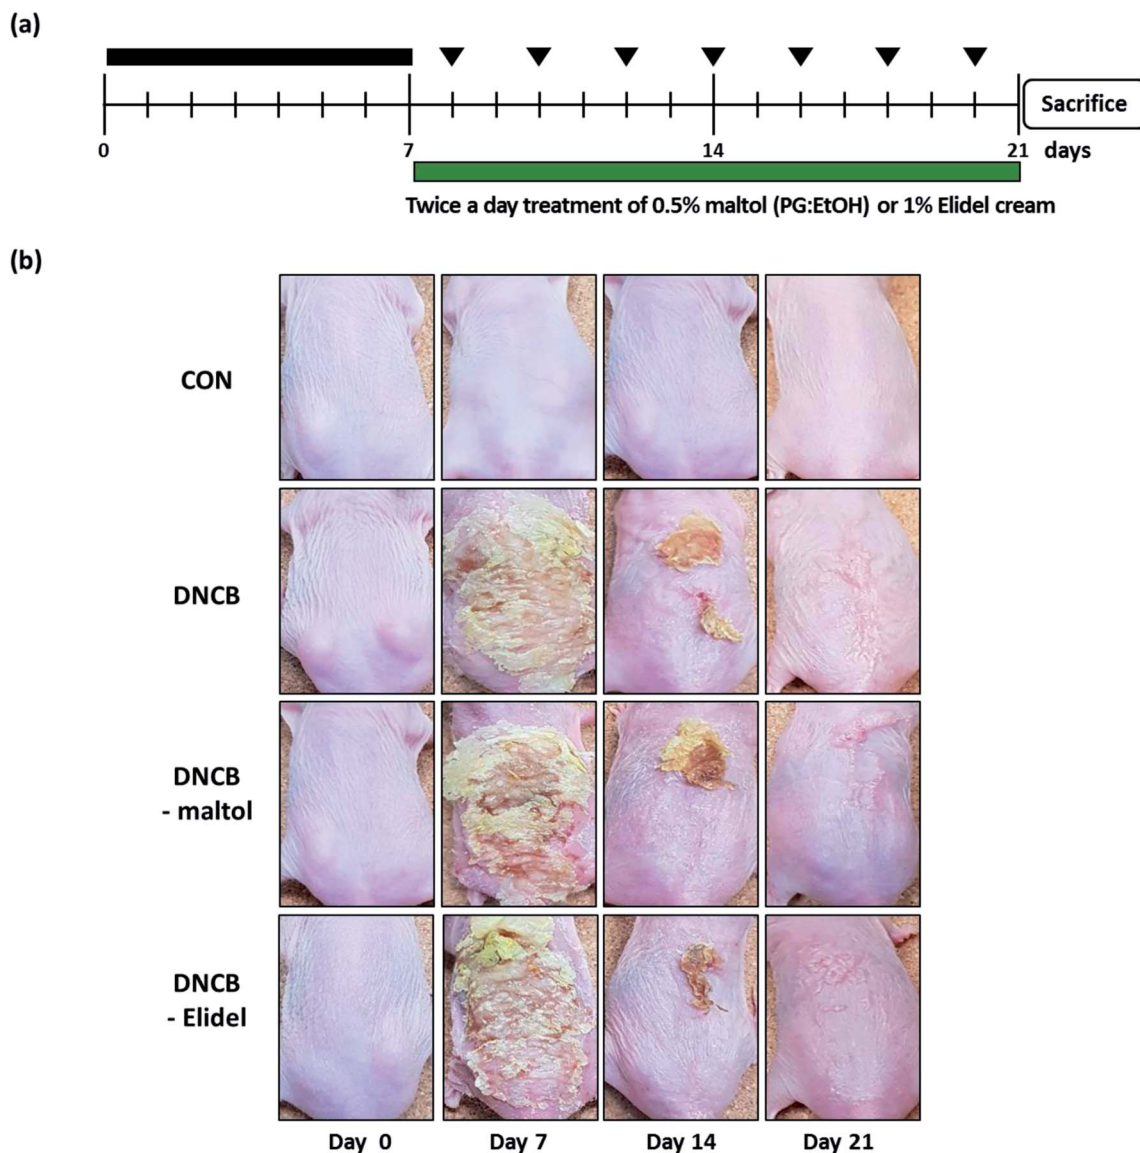 (a)
Sacrifice
0 7 14 21 days
Twice a day treatment of 0.5% maltol (PG:EtOH) or 1% Elidel cream
(b)
CON
DNCB
DNCB
- maltol
DNCB
- Elidel
Day 0 Day 7 Day 14 Day 21